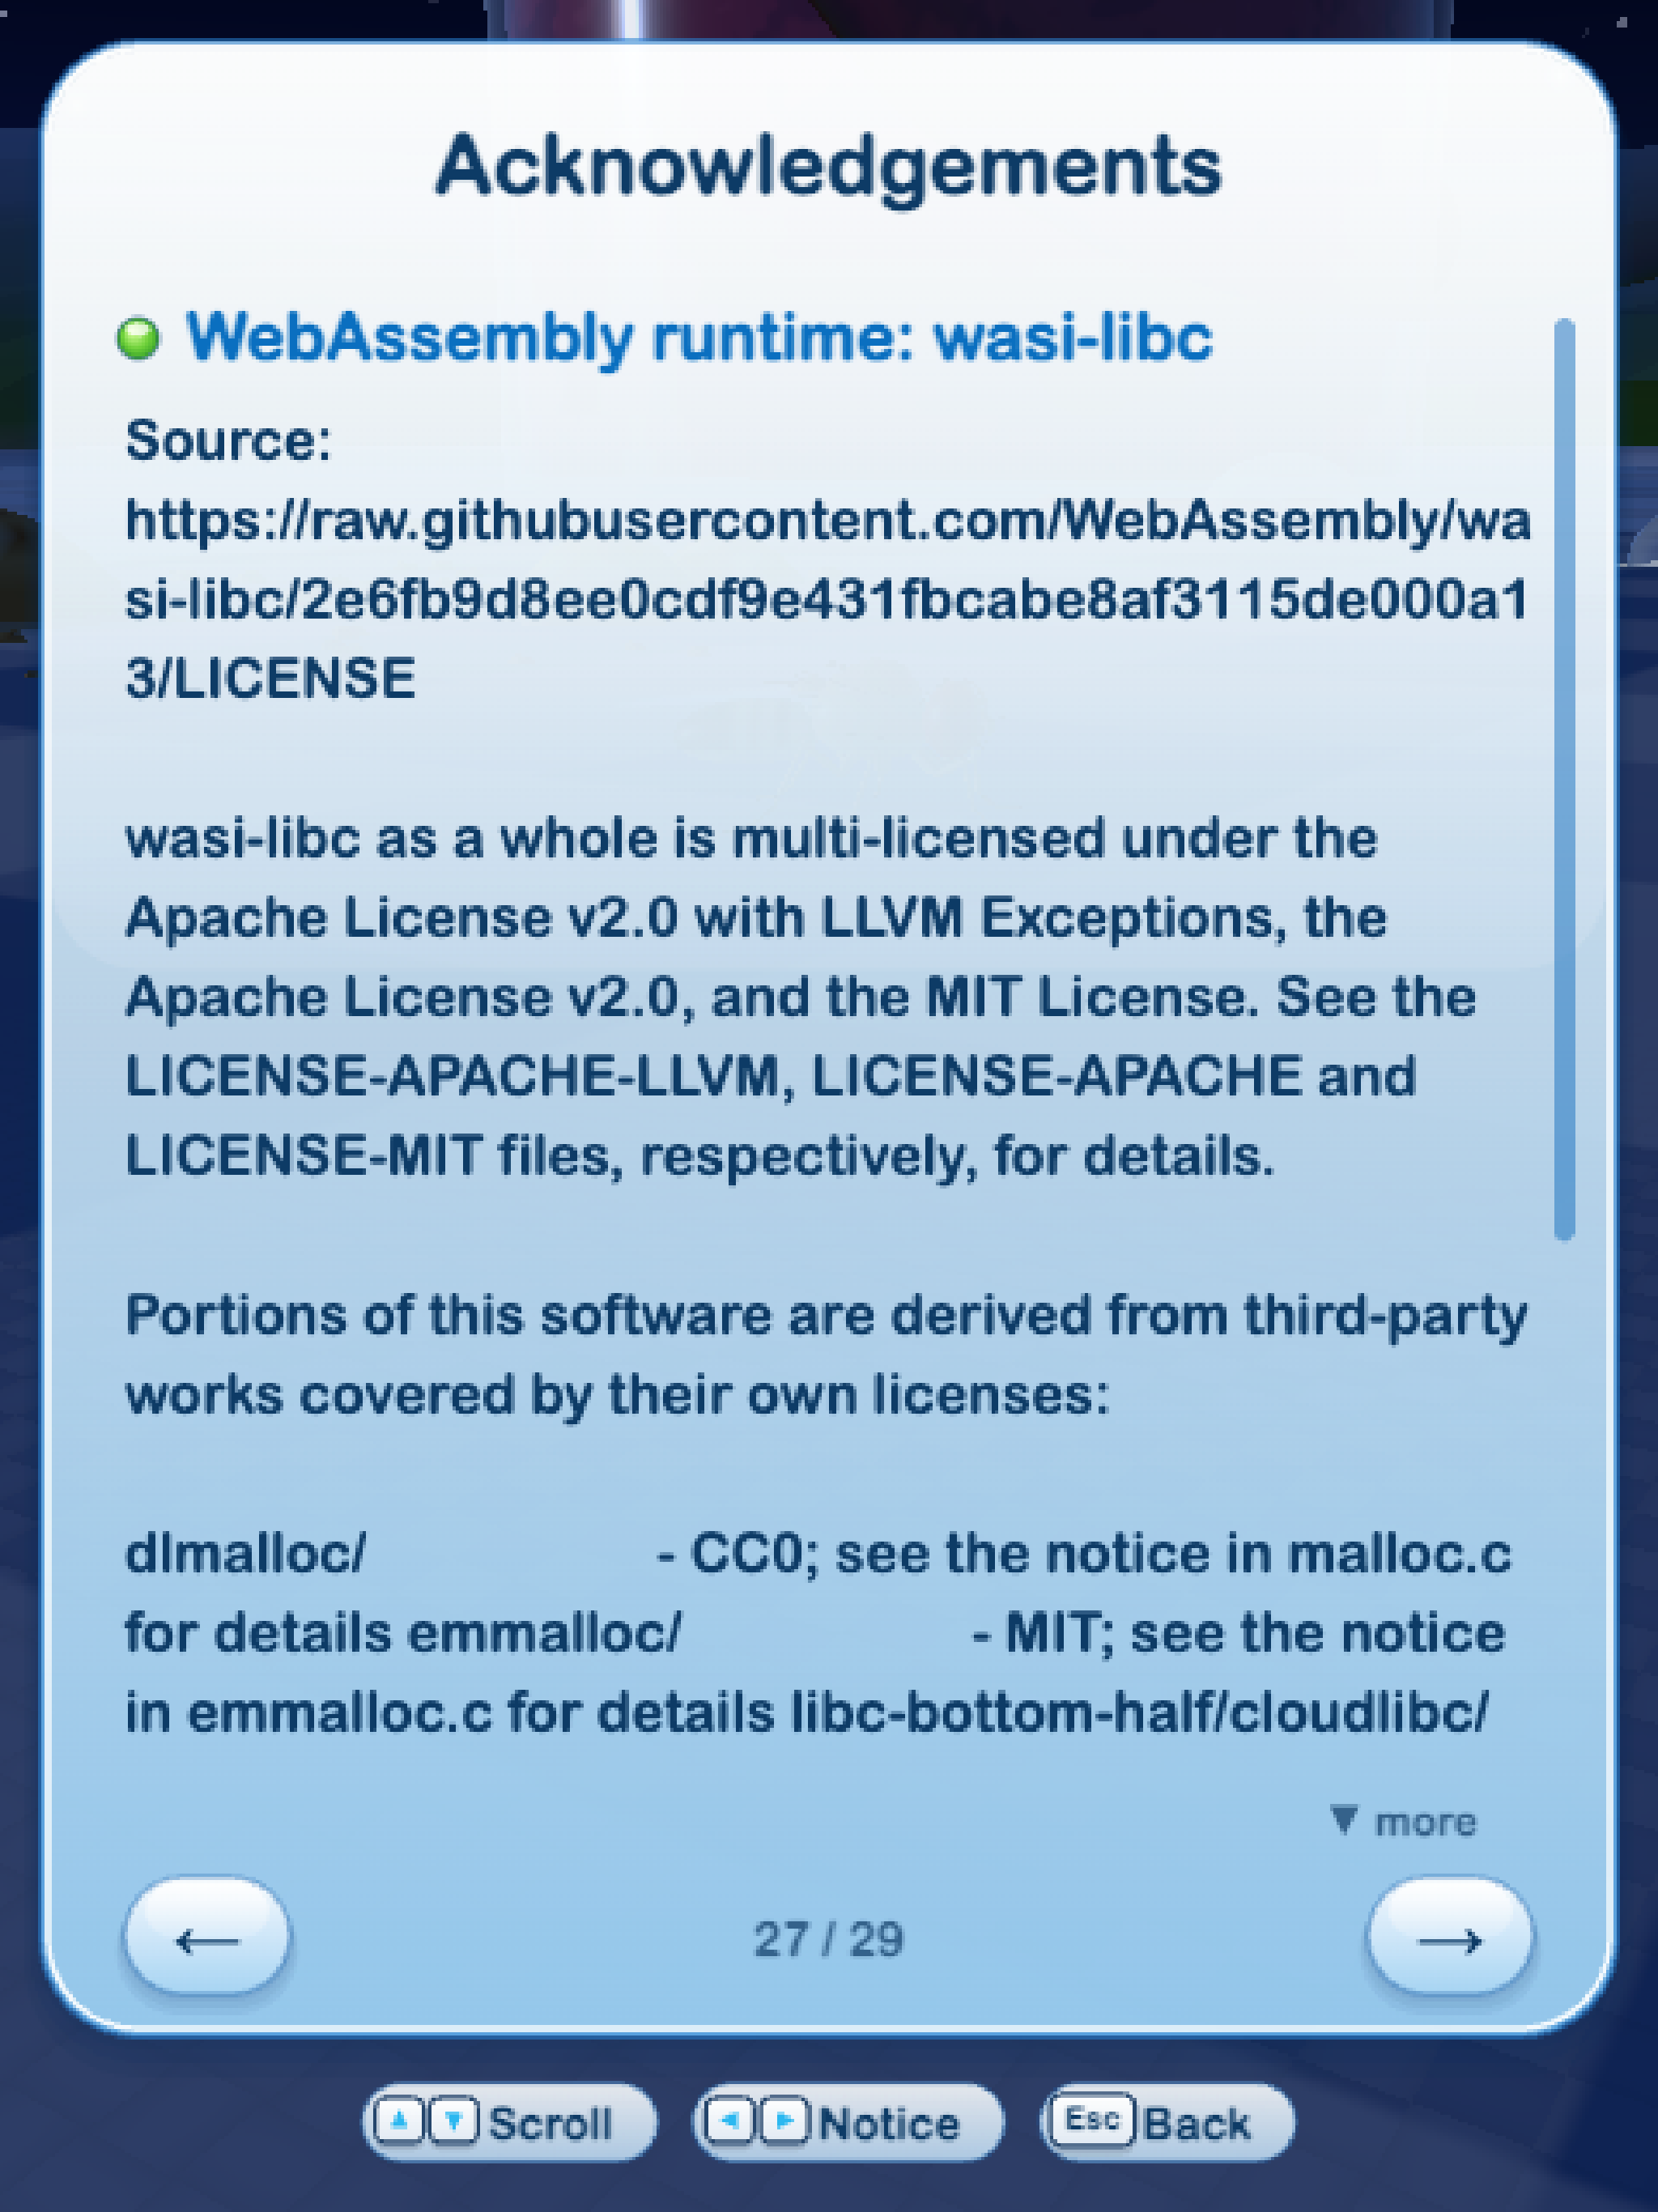 Acknowledgements
WebAssembly runtime: wasi-libc
Source:
https://raw.githubusercontent.com/WebAssembly/wa
si-libc/2e6fb9d8ee0cdf9e431fbcabe8af3115de000a1
3/LICENSE
wasi-libc as a whole is multi-licensed under the
Apache License v2.0 with LLVM Exceptions, the
Apache License v2.0, and the MIT License. See the
LICENSE-APACHE-LLVM, LICENSE-APACHE and
LICENSE-MIT files, respectively, for details.
Portions of this software are derived from third-party
works covered by their own licenses:
dlmalloc/ - CC0; see the notice in malloc.c
for details emmalloc/ - MIT; see the notice
in emmalloc.c for details libc-bottom-half/cloudlibc/
▼ more
← 27 / 29 →
▲ ▼ Scroll ◀ ▶ Notice Esc Back